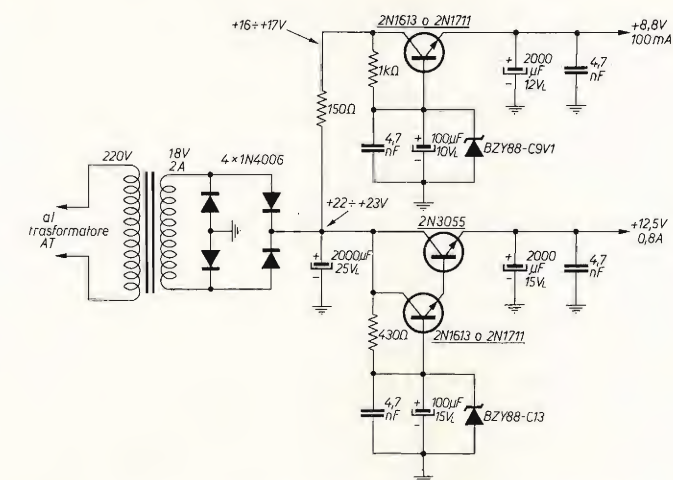 +16÷+17V
2N1613 o 2N1711
+8,8V
100mA
1kΩ
150Ω
2000
μF
12VL
4,7
nF
4,7
nF
100μF
10VL
BZY88-C9V1
220V
18V
2A
4×1N4006
al
trasformatore
AT
+22÷+23V
2N3055
+12,5V
0,8A
2000μF
25VL
2000
μF
15VL
4,7
nF
430Ω
2N1613 o 2N1711
4,7
nF
100μF
15VL
BZY88-C13